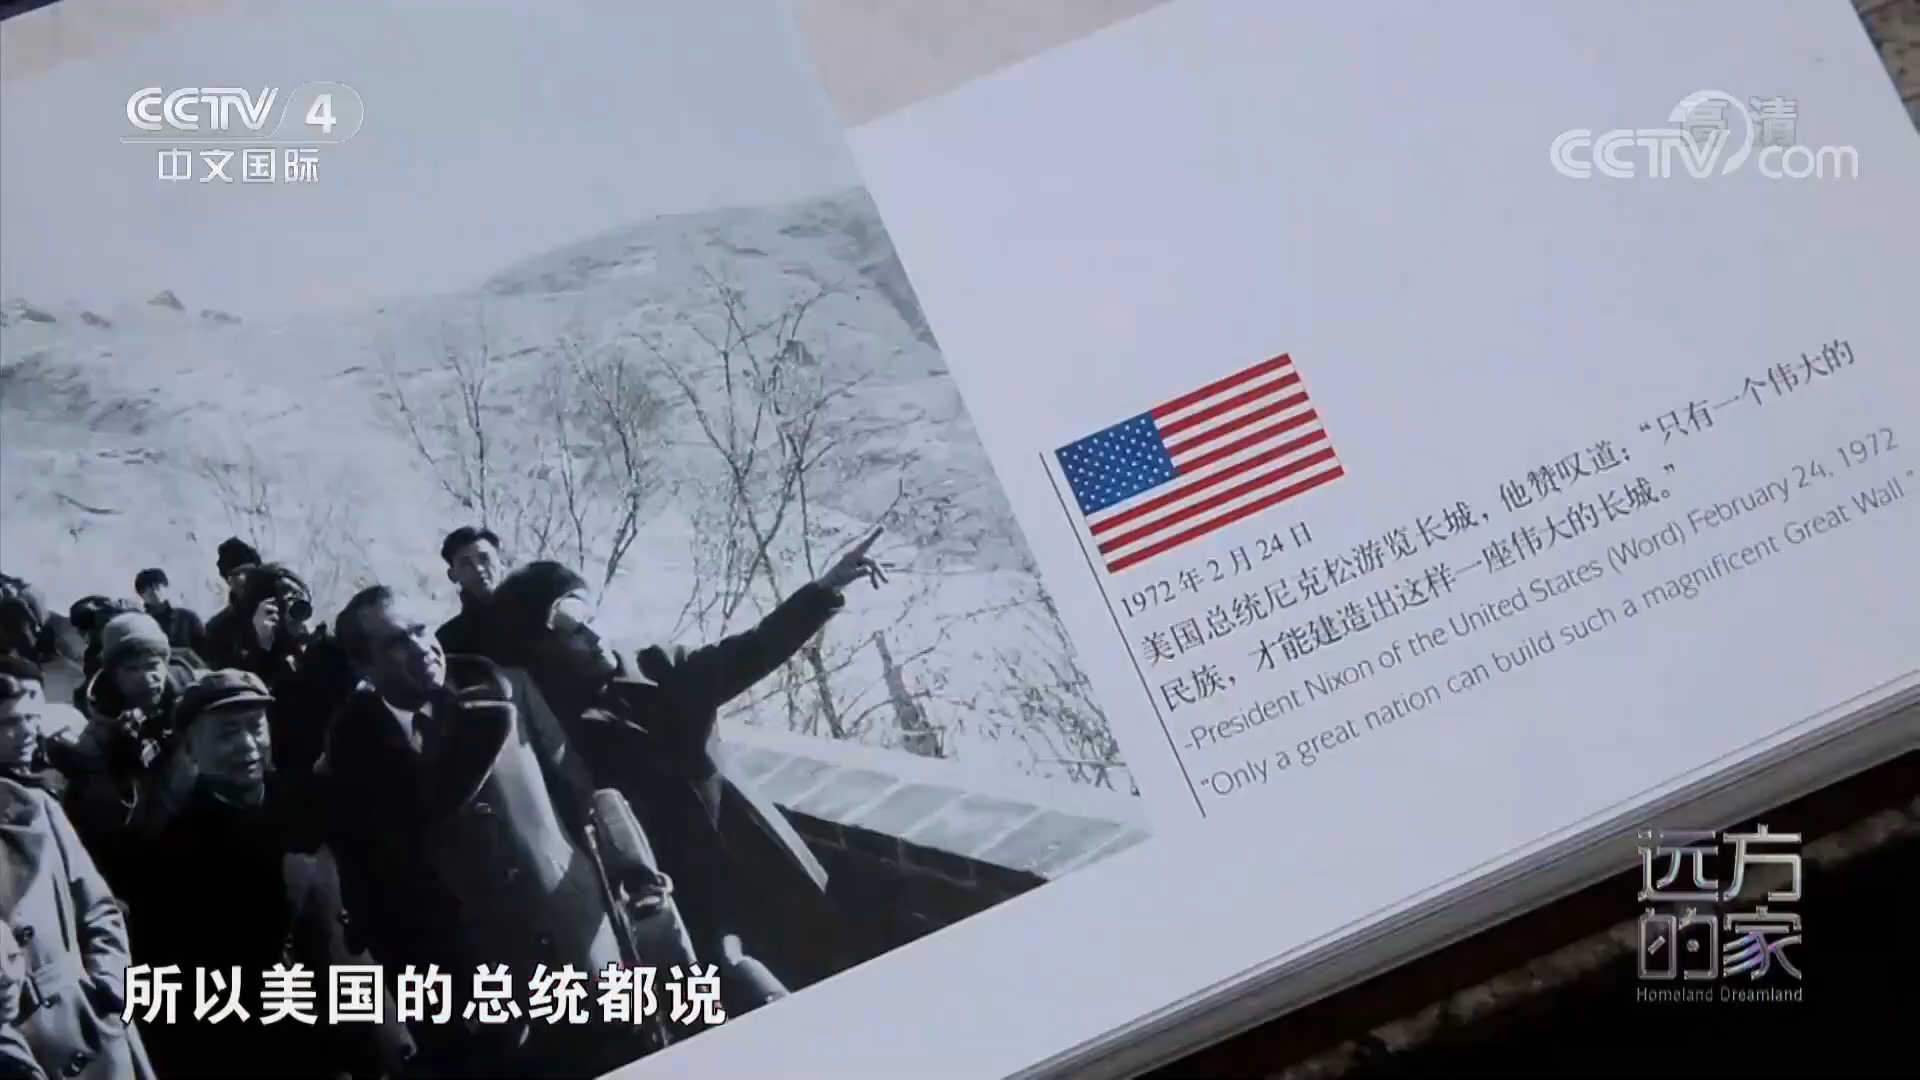 CCTV 4
中文国际
高清
CCTV com
1972年2月24日
美国总统尼克松游览长城，他赞叹道：“只有一个伟大的
民族，才能建造出这样一座伟大的长城。”
-President Nixon of the United States (Word) February 24, 1972
“Only a great nation can build such a magnificent Great Wall.”
远方
的家
Homeland Dreamland
所以美国的总统都说